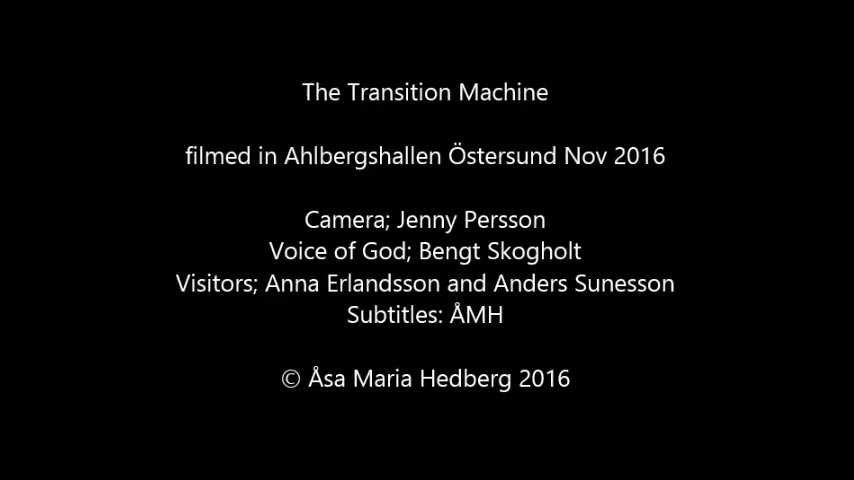 The Transition Machine
filmed in Ahlbergshallen Östersund Nov 2016
Camera; Jenny Persson
Voice of God; Bengt Skogholt
Visitors; Anna Erlandsson and Anders Sunesson
Subtitles: ÅMH
© Åsa Maria Hedberg 2016